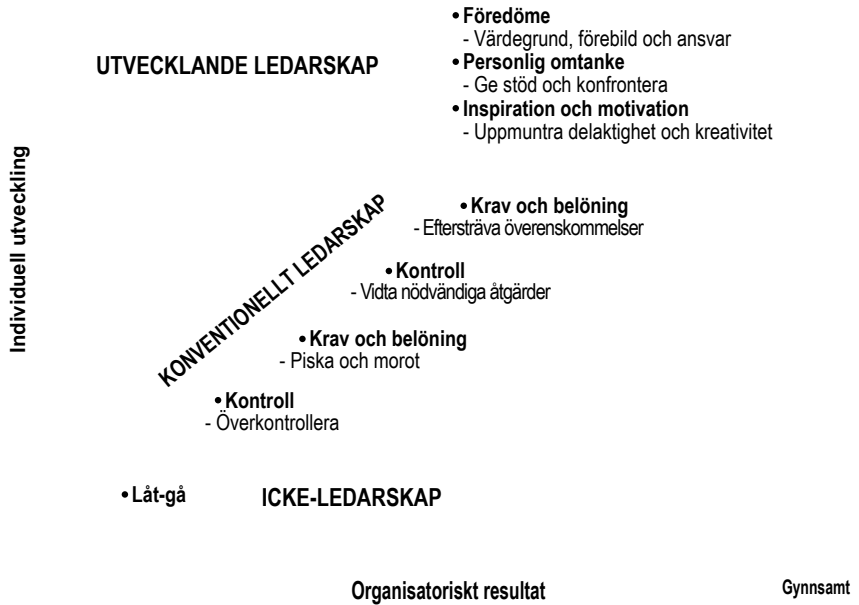 • Föredöme
- Värdegrund, förebild och ansvar
UTVECKLANDE LEDARSKAP
• Personlig omtanke
- Ge stöd och konfrontera
• Inspiration och motivation
- Uppmuntra delaktighet och kreativitet
Individuell utveckling
KONVENTIONELLT LEDARSKAP
• Krav och belöning
- Eftersträva överenskommelser
• Kontroll
- Vidta nödvändiga åtgärder
• Krav och belöning
- Piska och morot
• Kontroll
- Överkontrollera
• Låt-gå
ICKE-LEDARSKAP
Organisatoriskt resultat
Gynnsamt